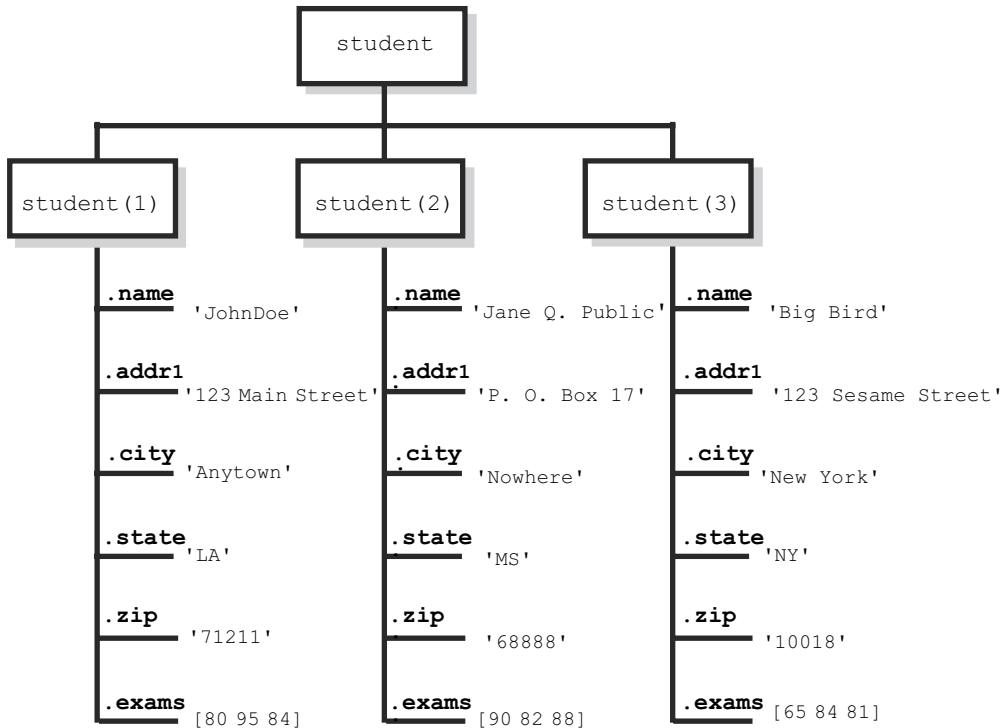 student
student(1)
student(2)
student(3)
.name 'JohnDoe'
.addr1 '123 Main Street'
.city 'Anytown'
.state 'LA'
.zip '71211'
.exams [80 95 84]
.name 'Jane Q. Public'
.addr1 'P. O. Box 17'
.city 'Nowhere'
.state 'MS'
.zip '68888'
.exams [90 82 88]
.name 'Big Bird'
.addr1 '123 Sesame Street'
.city 'New York'
.state 'NY'
.zip '10018'
.exams [65 84 81]